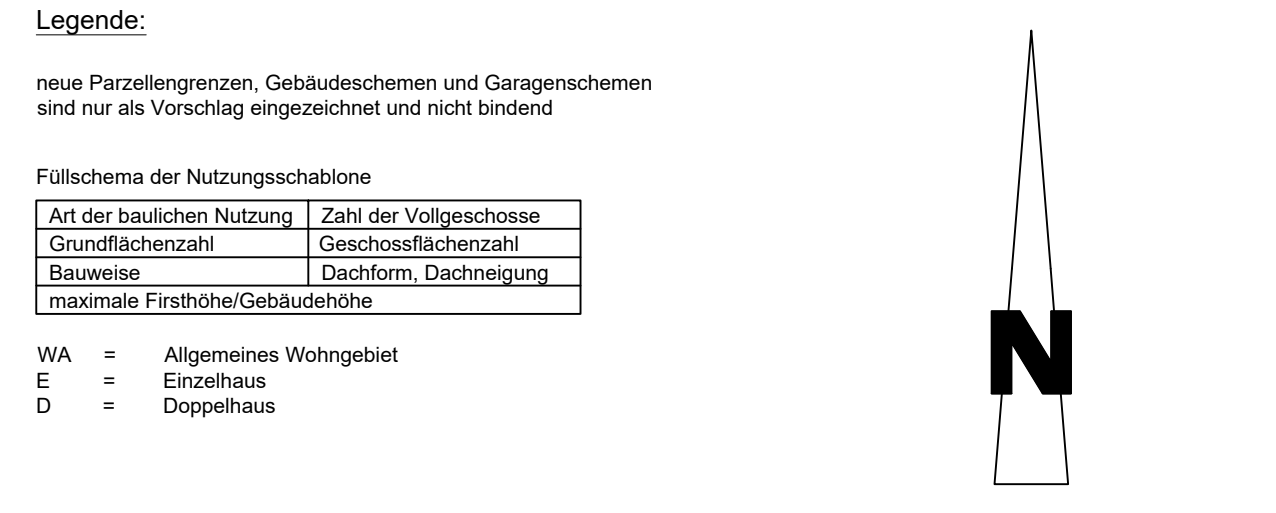 Legende:
neue Parzellengrenzen, Gebäudeschemen und Garagenschemen
sind nur als Vorschlag eingezeichnet und nicht bindend
Füllschema der Nutzungsschablone
Art der baulichen Nutzung Zahl der Vollgeschosse
Grundflächenzahl Geschossflächenzahl
Bauweise Dachform, Dachneigung
maximale Firsthöhe/Gebäudehöhe
WA = Allgemeines Wohngebiet
E = Einzelhaus
D = Doppelhaus
N